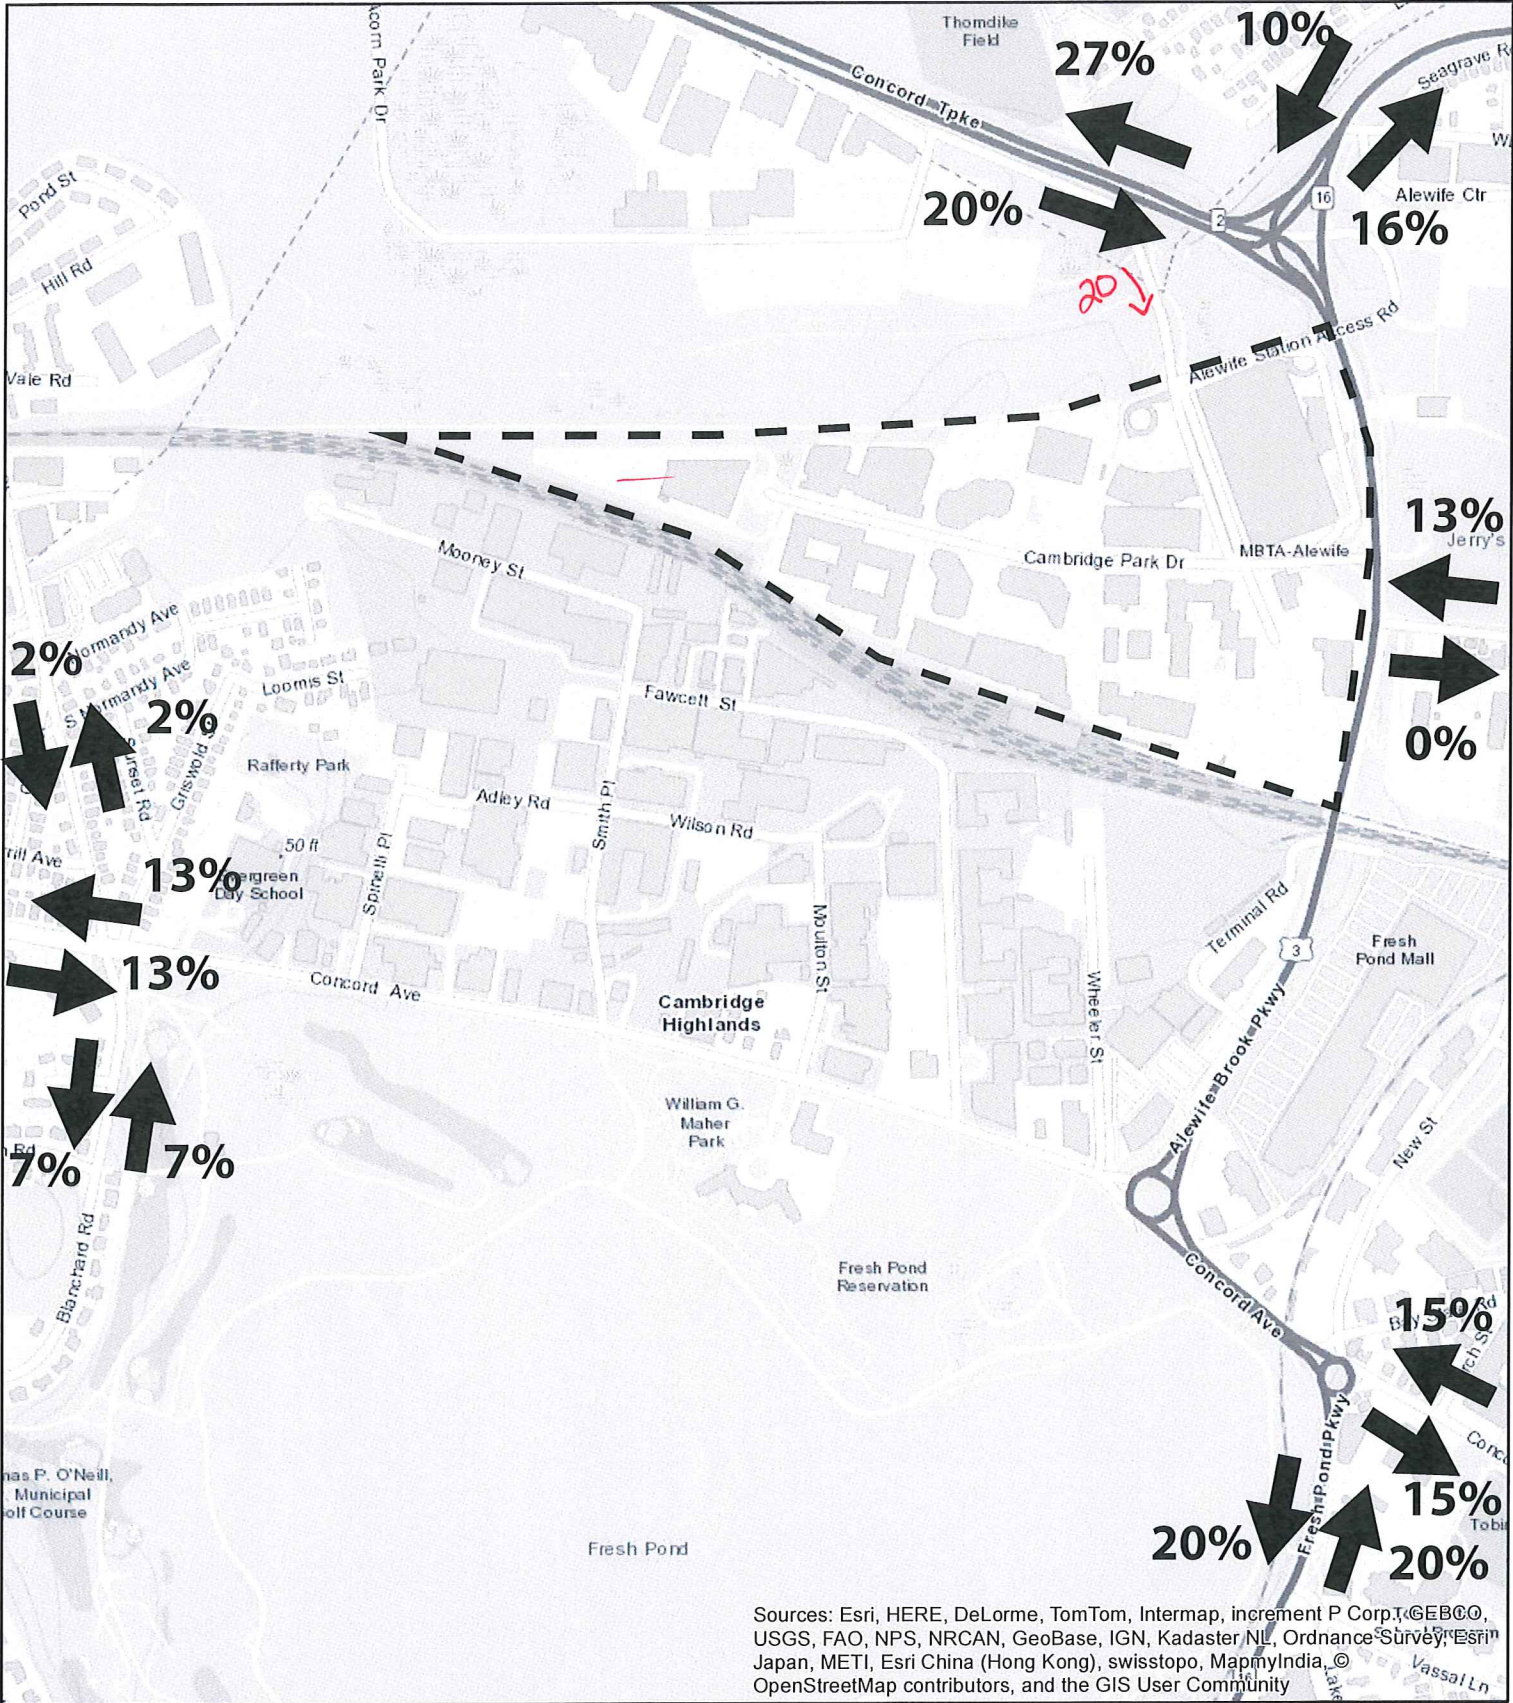 Thorndike
Field
10%
27%
Acorn Park Dr
Concord Tpke
Seagrave
Pond St
20%
2
16
Alewife Ctr
16%
Hill Rd
20
Alewife Station Access Rd
Vale Rd
13%
Jerry's
Mooney St
Cambridge Park Dr
MBTA-Alewife
Normandy Ave
2%
S Normandy Ave
Loomis St
Fawcett St
2%
0%
Griswold
Rafferty Park
Adley Rd
Smith Pl
Wilson Rd
50 ft
13%
Evergreen
Day School
Spinelli Pl
Moulton St
Terminal Rd
Fresh
Pond Mall
3
13%
Concord Ave
Cambridge
Highlands
Wheeler St
Alewife Brook Pkwy
William G.
Maher
Park
New St
7%
7%
Blanchard Rd
Fresh Pond
Reservation
Concord Ave
15%
Fresh Pond Pkwy
15%
nas P. O'Neill,
Municipal
olf Course
20%
20%
Fresh Pond
Sources: Esri, HERE, DeLorme, TomTom, Intermap, increment P Corp., GEBCO,
USGS, FAO, NPS, NRCAN, GeoBase, IGN, Kadaster NL, Ordnance Survey, Esri
Japan, METI, Esri China (Hong Kong), swisstopo, MapmyIndia, ©
OpenStreetMap contributors, and the GIS User Community
Vassal Ln